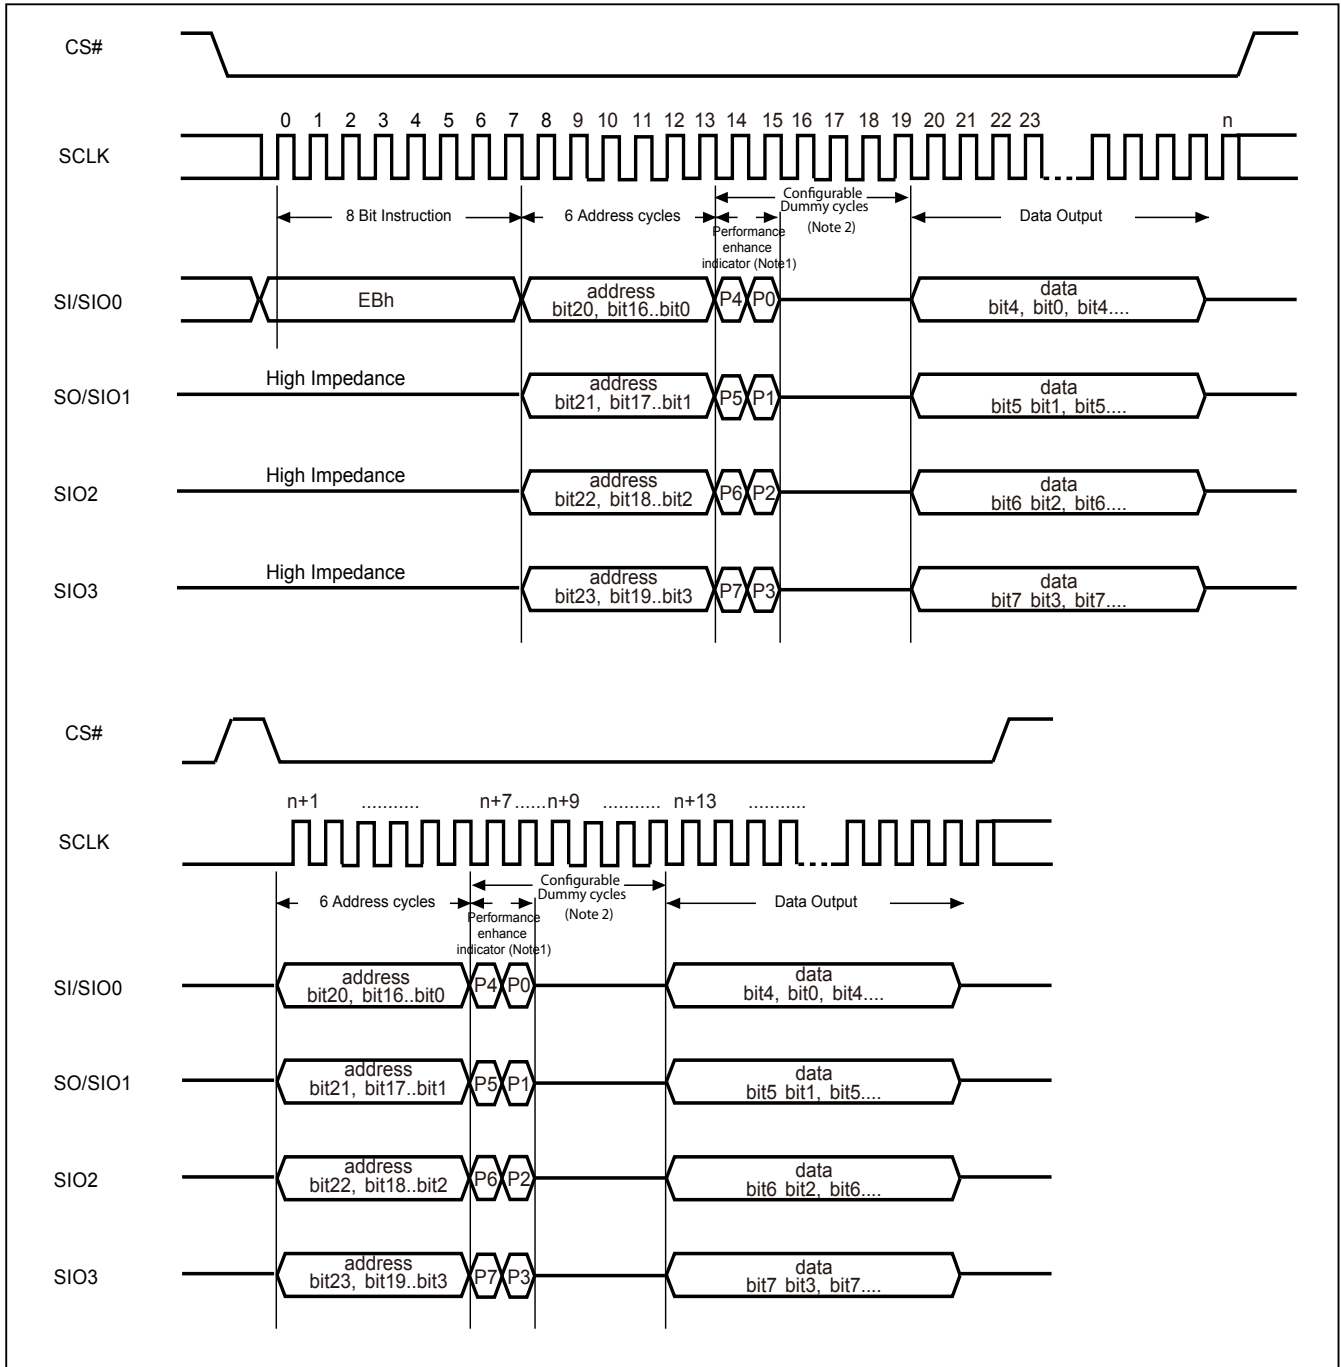 CS#
0 1 2 3 4 5 6 7 8 9 10 11 12 13 14 15 16 17 18 19 20 21 22 23 n
SCLK
8 Bit Instruction
6 Address cycles
Configurable
Dummy cycles
(Note 2)
Performance
enhance
indicator (Note1)
Data Output
SI/SIO0
EBh
address
bit20, bit16..bit0
P4 P0
data
bit4, bit0, bit4....
SO/SIO1
High Impedance
address
bit21, bit17..bit1
P5 P1
data
bit5 bit1, bit5....
SIO2
High Impedance
address
bit22, bit18..bit2
P6 P2
data
bit6 bit2, bit6....
SIO3
High Impedance
address
bit23, bit19..bit3
P7 P3
data
bit7 bit3, bit7....
CS#
n+1 ........... n+7......n+9 ........... n+13 ...........
SCLK
6 Address cycles
Configurable
Dummy cycles
(Note 2)
Performance
enhance
indicator (Note1)
Data Output
SI/SIO0
address
bit20, bit16..bit0
P4 P0
data
bit4, bit0, bit4....
SO/SIO1
address
bit21, bit17..bit1
P5 P1
data
bit5 bit1, bit5....
SIO2
address
bit22, bit18..bit2
P6 P2
data
bit6 bit2, bit6....
SIO3
address
bit23, bit19..bit3
P7 P3
data
bit7 bit3, bit7....